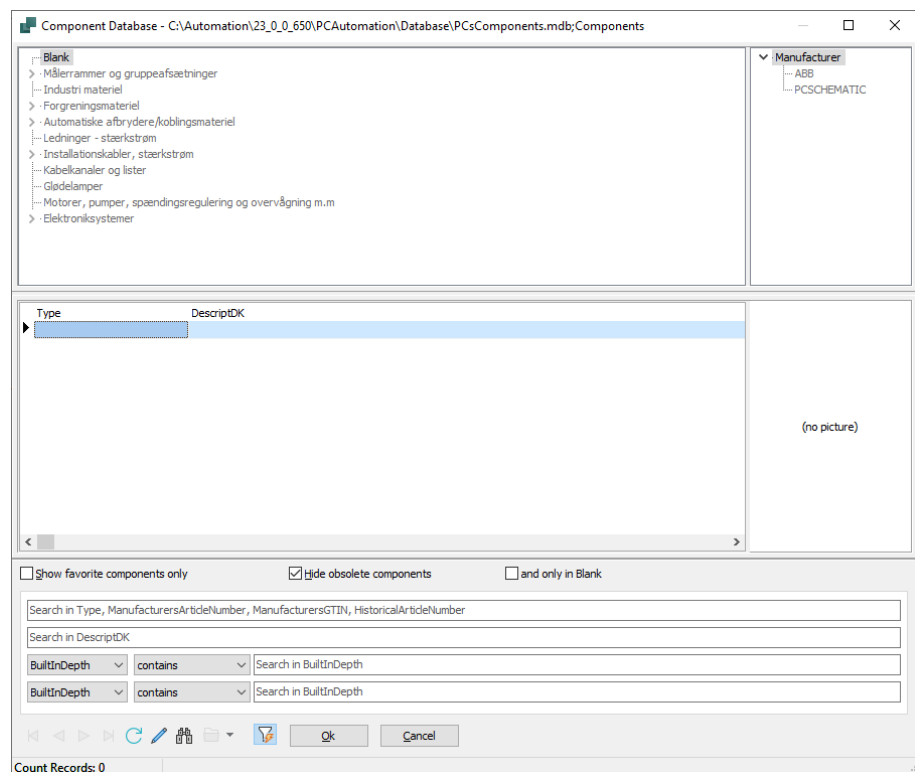 Component Database - C:\Automation\23_0_0_650\PCAutomation\Database\PCsComponents.mdb;Components
Blank
Målerrammer og gruppeafsætninger
Industri materiel
Forgreningsmateriel
Automatiske afbrydere/koblingsmateriel
Ledninger - stærkstrøm
Installationskabler, stærkstrøm
Kabelkanaler og lister
Glødelamper
Motorer, pumper, spændingsregulering og overvågning m.m
Elektroniksystemer
Manufacturer
ABB
PCSCHEMATIC
Type DescriptDK
(no picture)
Show favorite components only Hide obsolete components and only in Blank
Search in Type, ManufacturersArticleNumber, ManufacturersGTIN, HistoricalArticleNumber
Search in DescriptDK
BuiltInDepth contains Search in BuiltInDepth
BuiltInDepth contains Search in BuiltInDepth
Ok Cancel
Count Records: 0